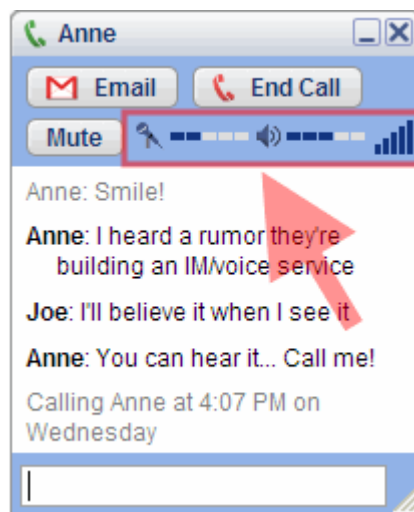 Anne
Email
End Call
Mute
Anne: Smile!
Anne: I heard a rumor they're
building an IM/voice service
Joe: I'll believe it when I see it
Anne: You can hear it... Call me!
Calling Anne at 4:07 PM on
Wednesday